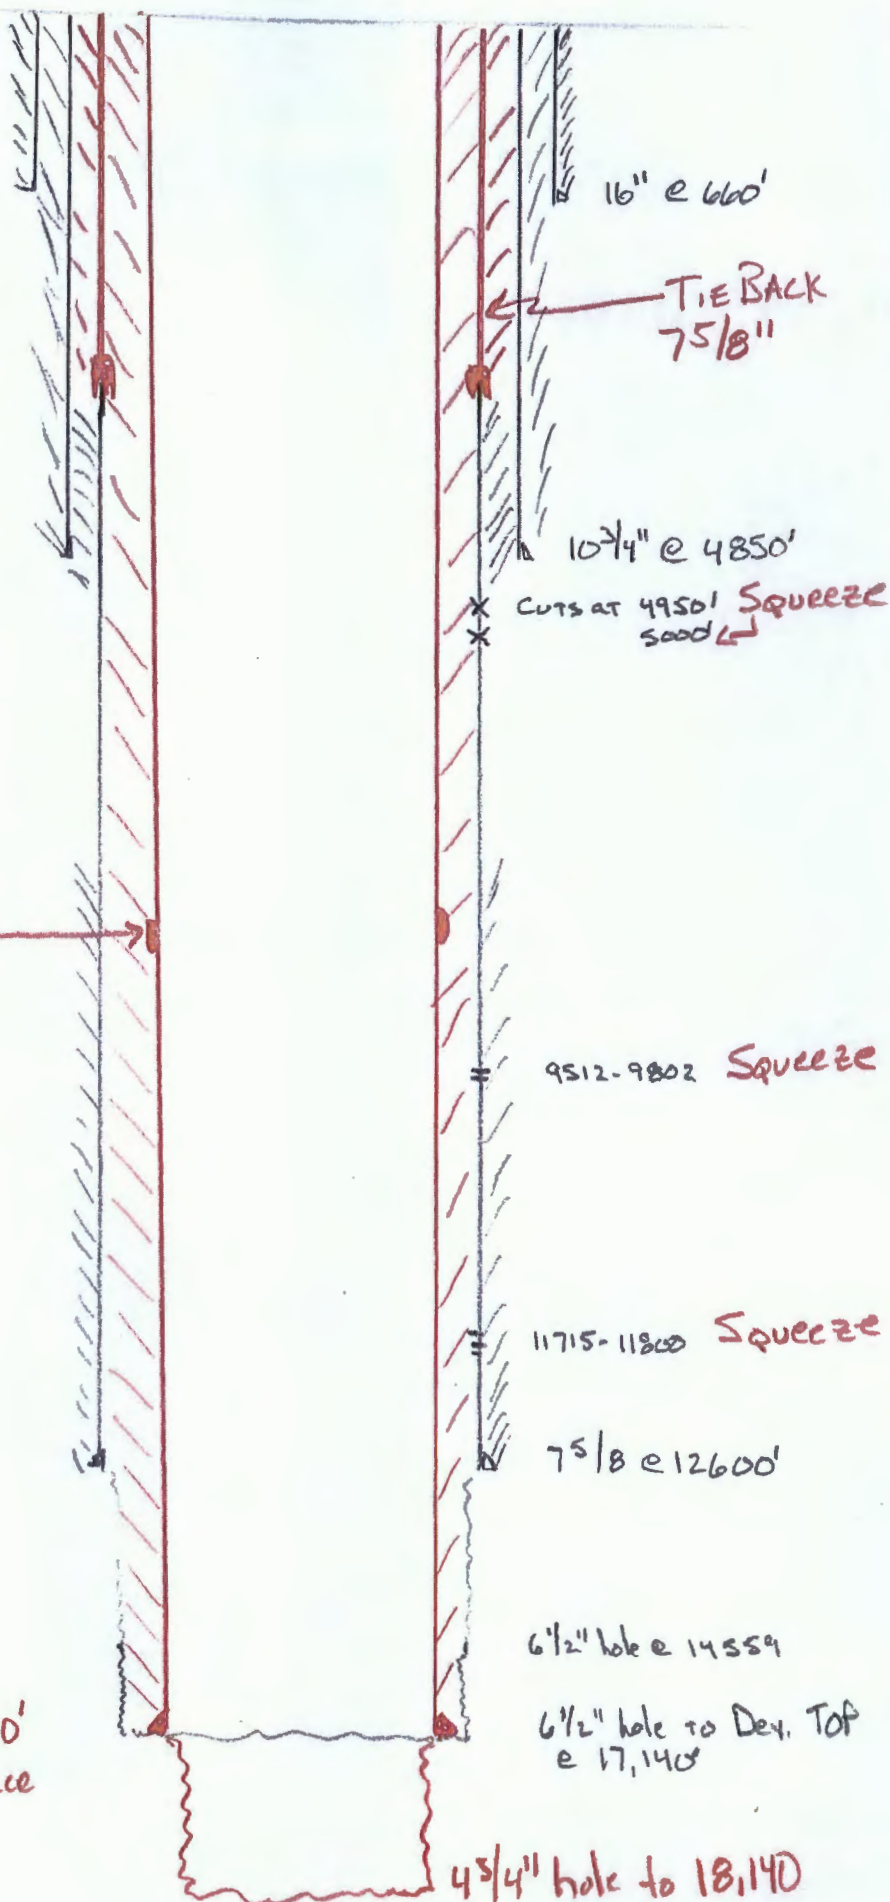 16" @ 660'
TIE BACK
7 5/8"
10 3/4" @ 4850'
CUTS AT 4950' Squeeze
5000'
9512-9802 Squeeze
11715-11800 Squeeze
7 5/8 @ 12600'
6 1/2" hole @ 14559
0'
6 1/2" hole to Dev. TOP
@ 17,140'
ce
4 3/4" hole to 18,140